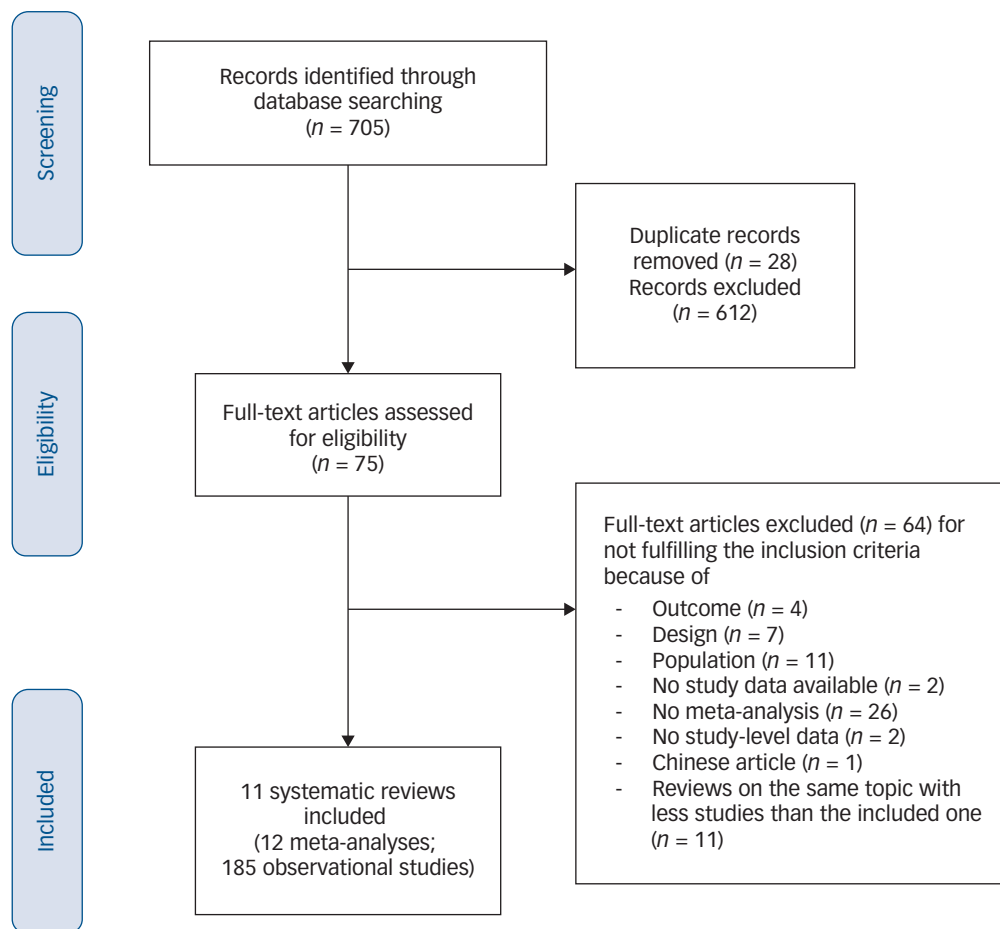 Screening
Records identified through
database searching
(n = 705)
Duplicate records
removed (n = 28)
Records excluded
(n = 612)
Eligibility
Full-text articles assessed
for eligibility
(n = 75)
Full-text articles excluded (n = 64) for
not fulfilling the inclusion criteria
because of
- Outcome (n = 4)
- Design (n = 7)
- Population (n = 11)
- No study data available (n = 2)
- No meta-analysis (n = 26)
- No study-level data (n = 2)
- Chinese article (n = 1)
- Reviews on the same topic with
less studies than the included one
(n = 11)
Included
11 systematic reviews
included
(12 meta-analyses;
185 observational studies)